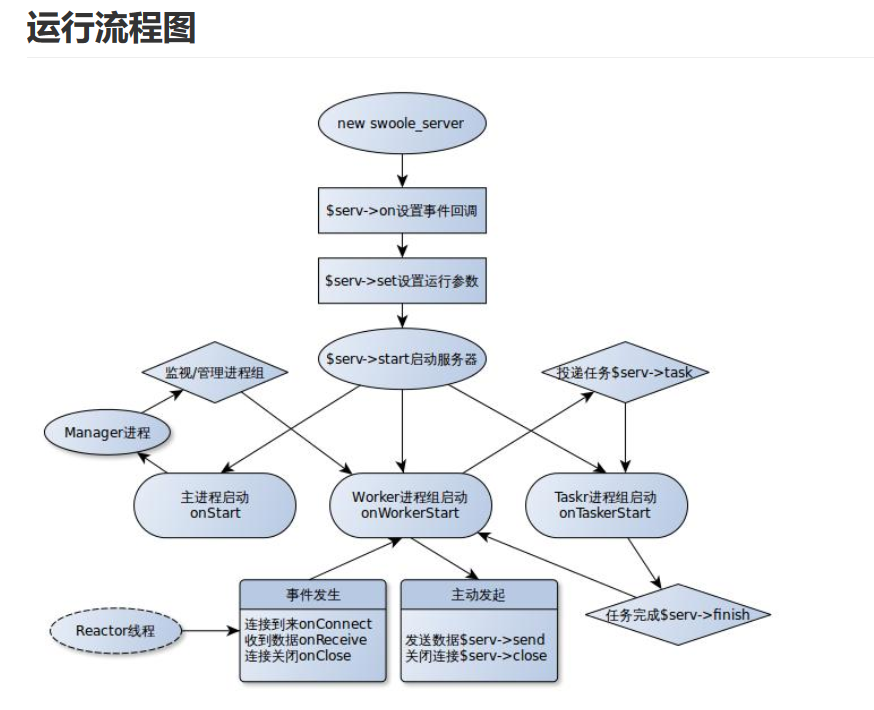 运行流程图
new swoole_server
$serv->on设置事件回调
$serv->set设置运行参数
$serv->start启动服务器
监视/管理进程组
投递任务$serv->task
Manager进程
主进程启动
onStart
Worker进程组启动
onWorkerStart
Taskr进程组启动
onTaskerStart
事件发生
连接到来onConnect
收到数据onReceive
连接关闭onClose
主动发起
发送数据$serv->send
关闭连接$serv->close
任务完成$serv->finish
Reactor线程